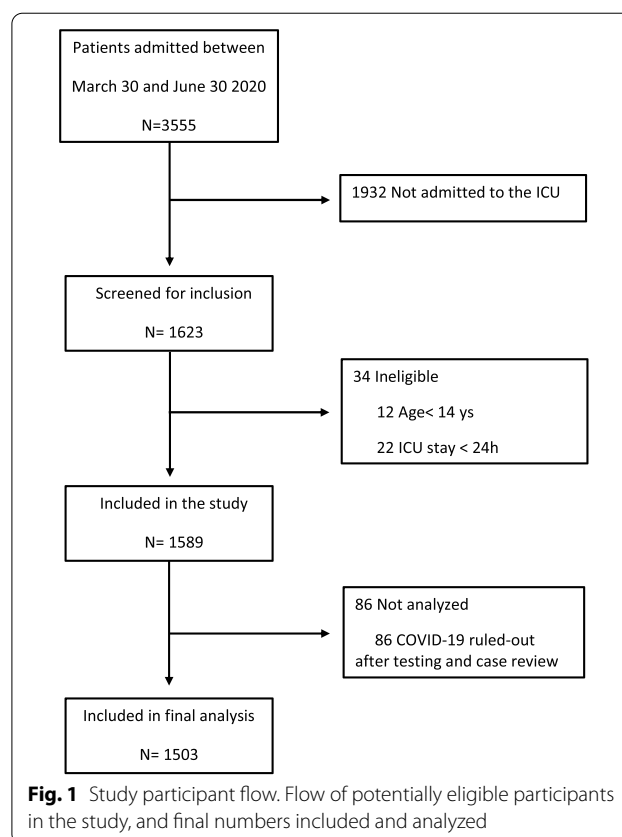 Patients admitted between
March 30 and June 30 2020
N=3555
1932 Not admitted to the ICU
Screened for inclusion
N= 1623
34 Ineligible
12 Age< 14 ys
22 ICU stay < 24h
Included in the study
N= 1589
86 Not analyzed
86 COVID-19 ruled-out
after testing and case review
Included in final analysis
N= 1503
Fig. 1 Study participant flow. Flow of potentially eligible participants
in the study, and final numbers included and analyzed